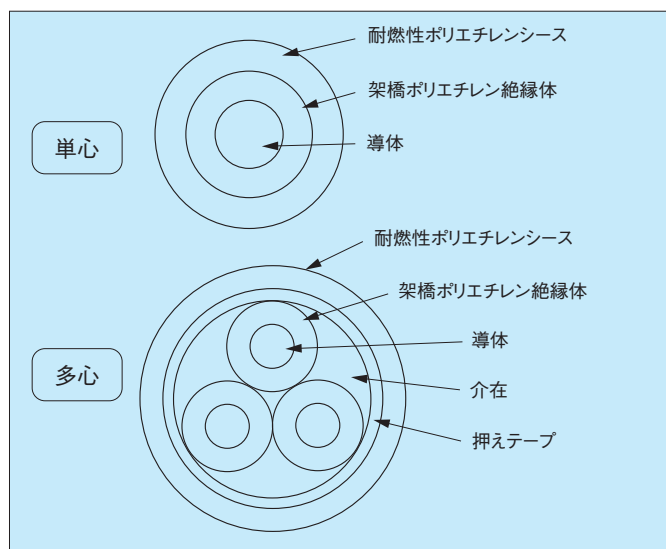 耐燃性ポリエチレンシース
架橋ポリエチレン絶縁体
導体
単心
耐燃性ポリエチレンシース
架橋ポリエチレン絶縁体
導体
介在
押えテープ
多心